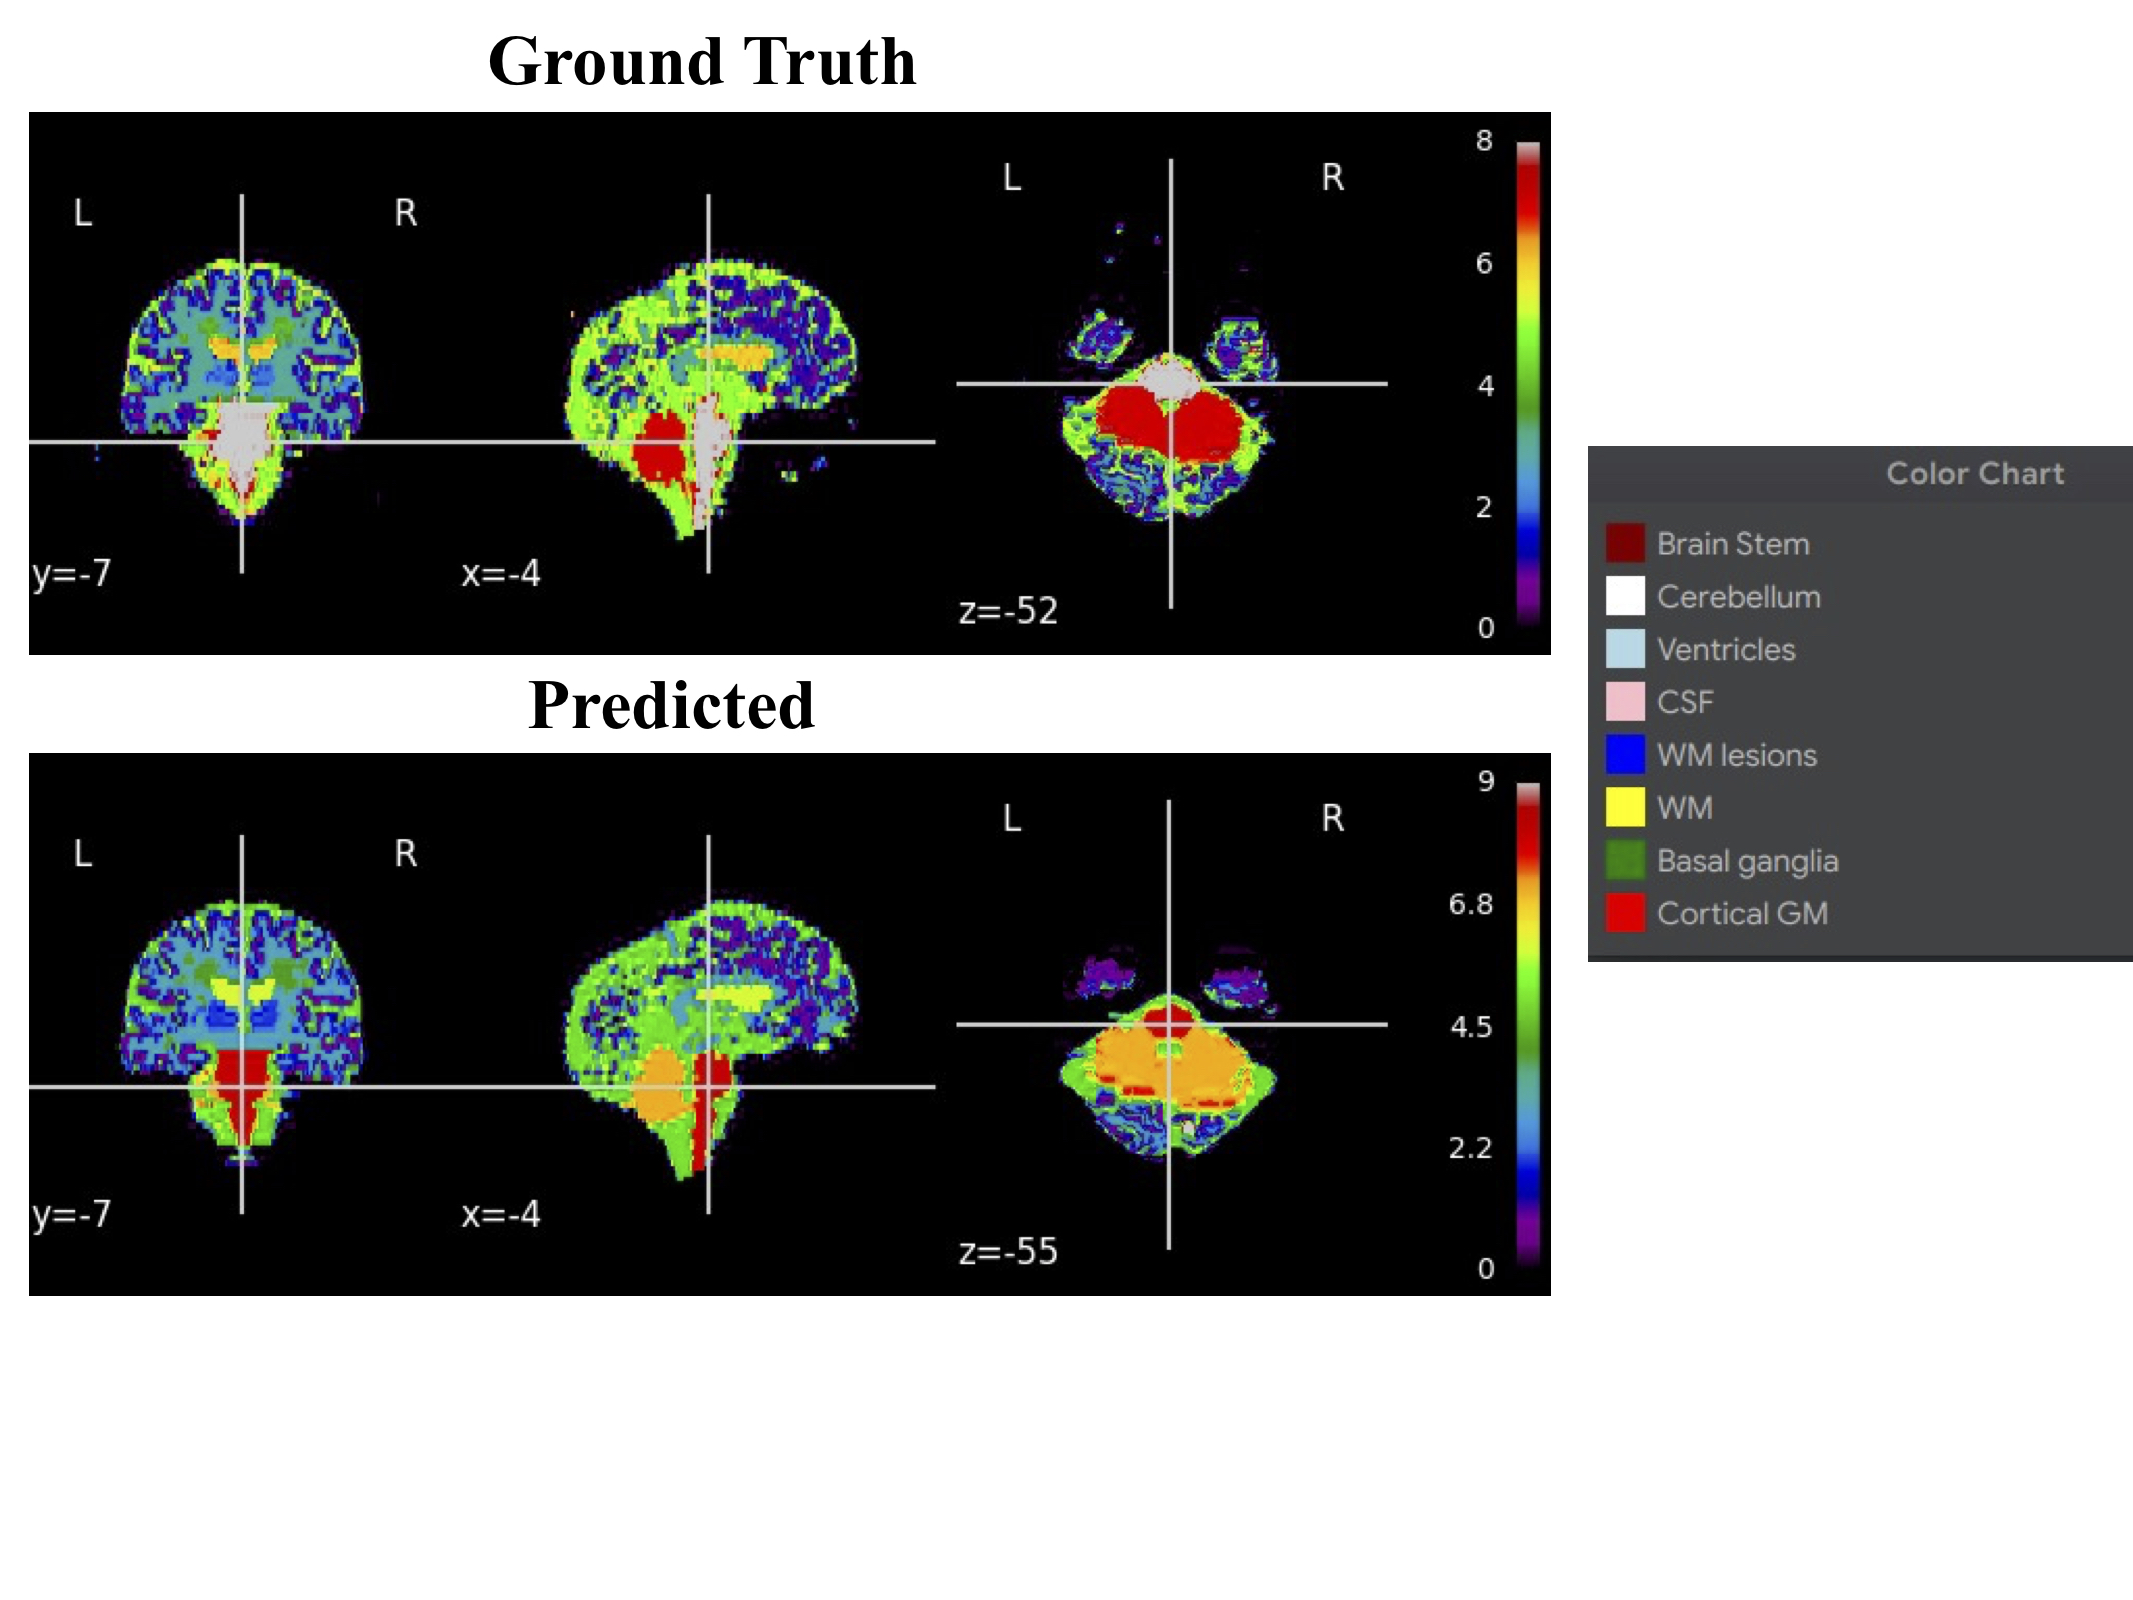 Ground Truth
L
R
L
R
8
6
4
2
0
y=-7
x=-4
z=-52
Predicted
L
R
L
R
9
6.8
4.5
2.2
0
y=-7
x=-4
z=-55
Color Chart
Brain Stem
Cerebellum
Ventricles
CSF
WM lesions
WM
Basal ganglia
Cortical GM